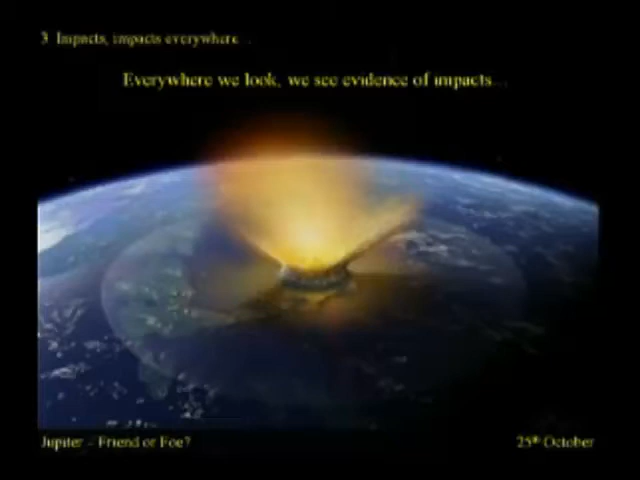 3 Impacts, impacts everywhere...
Everywhere we look, we see evidence of impacts...
Jupiter – Friend or Foe?
25th October